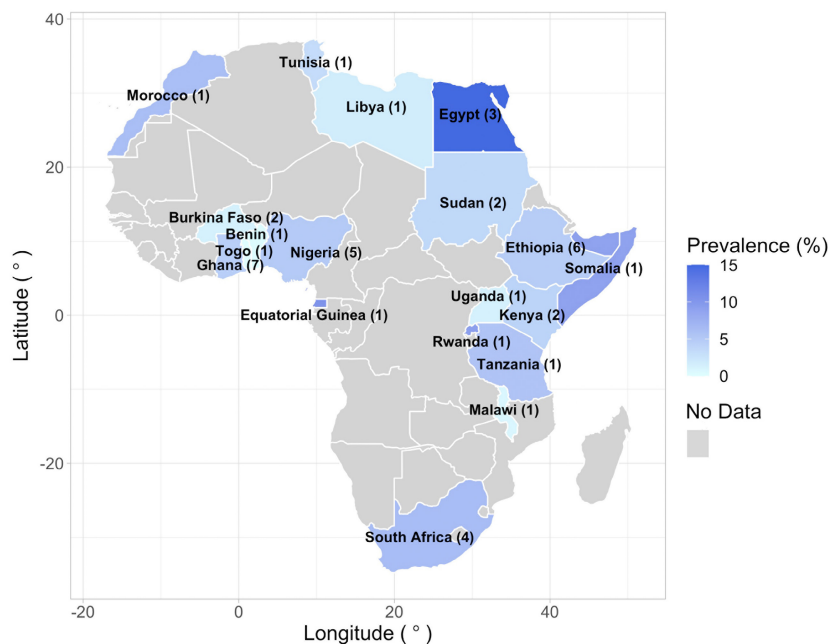 40
20
0
-20
Latitude ( ° )
-20
0
20
40
Longitude ( ° )
Tunisia (1)
Morocco (1)
Libya (1)
Egypt (3)
Sudan (2)
Burkina Faso (2)
Benin (1)
Togo (1)
Ghana (7)
Nigeria (5)
Ethiopia (6)
Somalia (1)
Uganda (1)
Kenya (2)
Equatorial Guinea (1)
Rwanda (1)
Tanzania (1)
Malawi (1)
South Africa (4)
Prevalence (%)
15
10
5
0
No Data